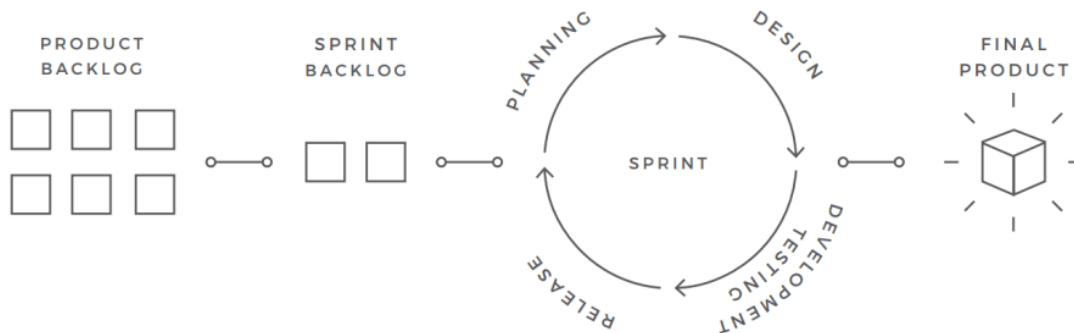 PRODUCT
BACKLOG
SPRINT
BACKLOG
PLANNING
DESIGN
SPRINT
DEVELOPMENT
TESTING
RELEASE
FINAL
PRODUCT